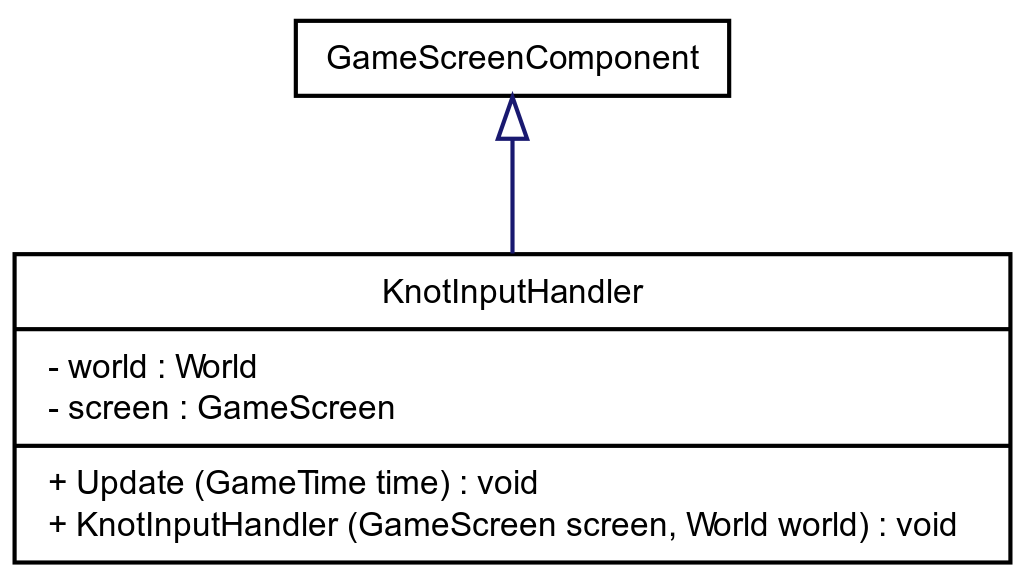 GameScreenComponent
KnotInputHandler
- world : World
- screen : GameScreen
+ Update (GameTime time) : void
+ KnotInputHandler (GameScreen screen, World world) : void